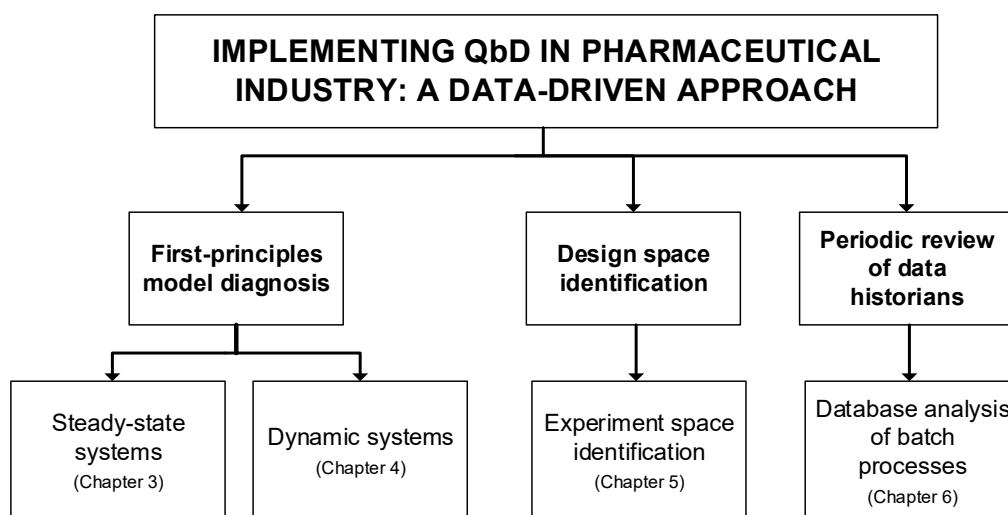 IMPLEMENTING QbD IN PHARMACEUTICAL
INDUSTRY: A DATA-DRIVEN APPROACH
First-principles
model diagnosis
Design space
identification
Periodic review
of data
historians
Steady-state
systems
(Chapter 3)
Dynamic systems
(Chapter 4)
Experiment space
identification
(Chapter 5)
Database analysis
of batch
processes
(Chapter 6)